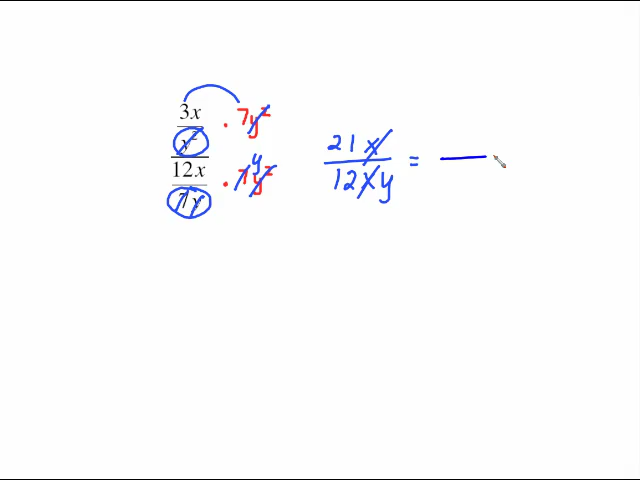 3x
y² · 7y²
12x y
7y · 7y²
21x
12xy =